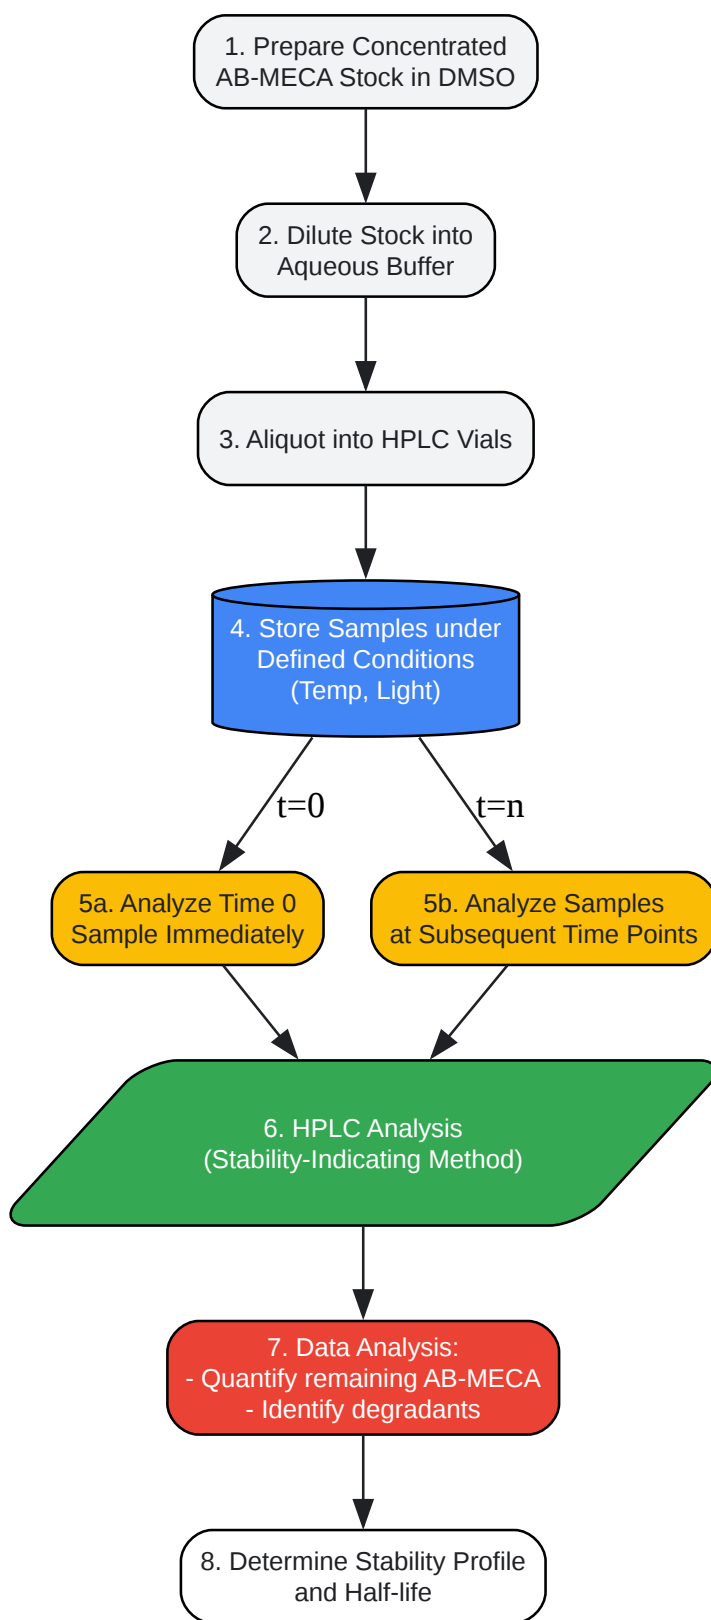 1. Prepare Concentrated
AB-MECA Stock in DMSO
2. Dilute Stock into
Aqueous Buffer
3. Aliquot into HPLC Vials
4. Store Samples under
Defined Conditions
(Temp, Light)
t=0
t=n
5a. Analyze Time 0
Sample Immediately
5b. Analyze Samples
at Subsequent Time Points
6. HPLC Analysis
(Stability-Indicating Method)
7. Data Analysis:
- Quantify remaining AB-MECA
- Identify degradants
8. Determine Stability Profile
and Half-life